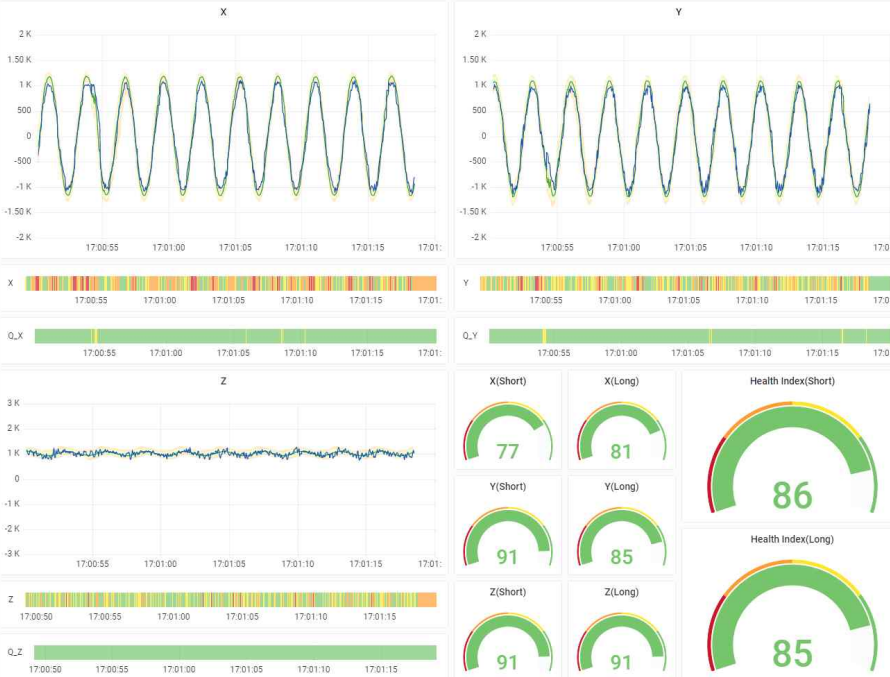 X
2 K
1.50 K
1 K
500
0
-500
-1 K
-1.50 K
-2 K
17:00:55 17:01:00 17:01:05 17:01:10 17:01:15 17:01:
Y
2 K
1.50 K
1 K
500
0
-500
-1 K
-1.50 K
-2 K
17:00:55 17:01:00 17:01:05 17:01:10 17:01:15 17:0
X
17:00:55 17:01:00 17:01:05 17:01:10 17:01:15 17:01:
Y
17:00:55 17:01:00 17:01:05 17:01:10 17:01:15 17:0
Q_X
17:00:55 17:01:00 17:01:05 17:01:10 17:01:15 17:01:
Q_Y
17:00:55 17:01:00 17:01:05 17:01:10 17:01:15 17:0
Z
3 K
2 K
1 K
0
-1 K
-2 K
-3 K
17:00:55 17:01:00 17:01:05 17:01:10 17:01:15 17:01:
Z
17:00:50 17:00:55 17:01:00 17:01:05 17:01:10 17:01:15
Q_Z
17:00:50 17:00:55 17:01:00 17:01:05 17:01:10 17:01:15
X(Short)
77
X(Long)
81
Y(Short)
91
Y(Long)
85
Z(Short)
91
Z(Long)
91
Health Index(Short)
86
Health Index(Long)
85